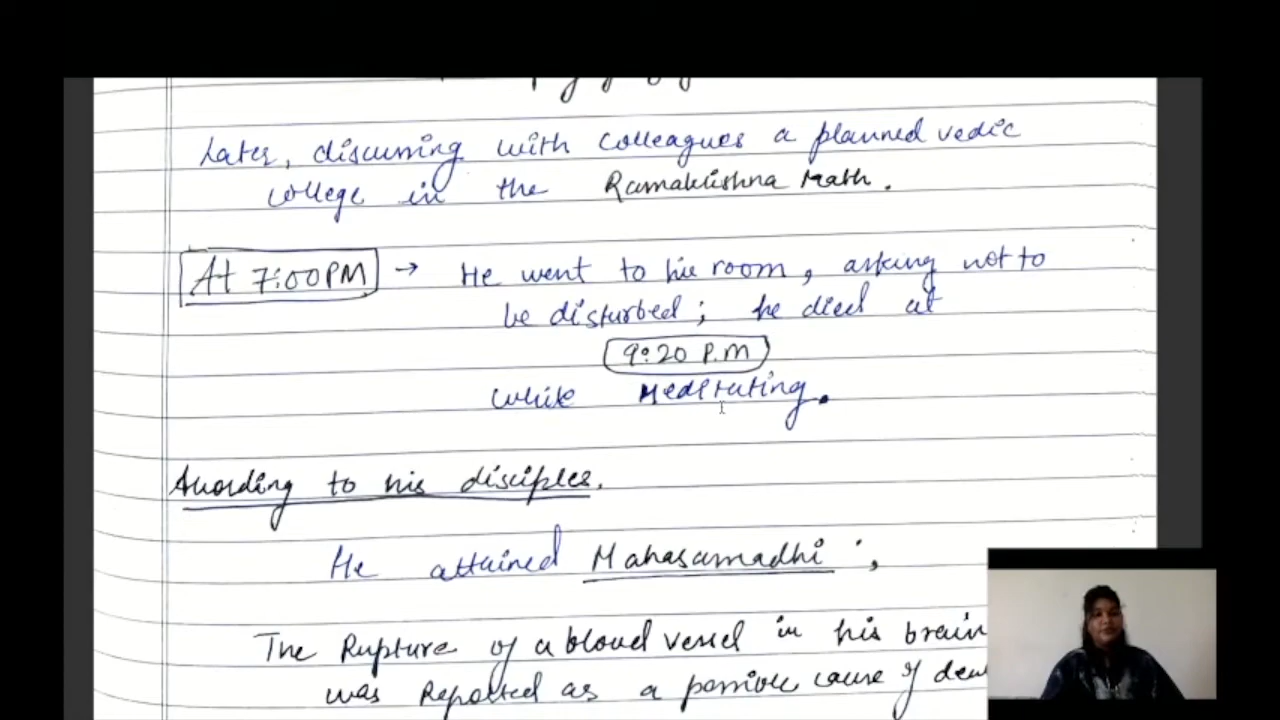 Later, discussing with colleagues a planned vedic
college in the Ramakrishna Math.
At 7:00PM → He went to his room, asking not to
be disturbed; he died at
9:20 P.M
while Meditating.
According to his disciples.
He attained Mahasamadhi ;
The Rupture of a blood vessel in his brain
was Reported as a possible cause of